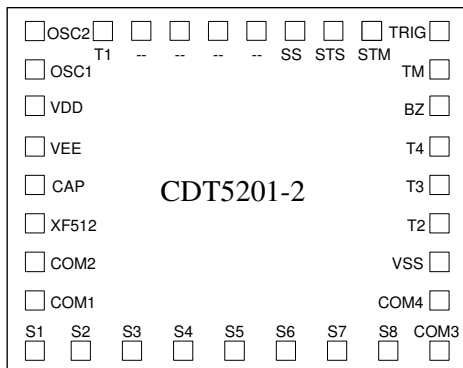 OSC2 TRIG
T1 -- -- -- -- SS STS STM
OSC1 TM
VDD BZ
VEE T4
CAP T3
CDT5201-2
XF512 T2
COM2 VSS
COM1 COM4
S1 S2 S3 S4 S5 S6 S7 S8 COM3